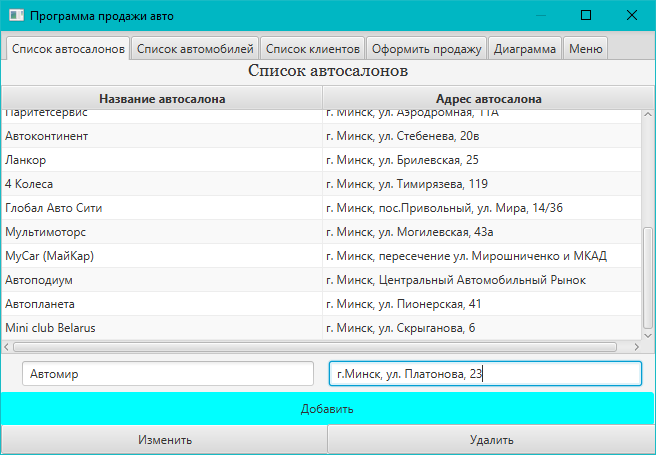 Программа продажи авто
Список автосалонов Список автомобилей Список клиентов Оформить продажу Диаграмма Меню
Список автосалонов
Название автосалона Адрес автосалона
Паритетсервис г. Минск, ул. Аэродромная, 11А
Автоконтинент г. Минск, ул. Стебенева, 20в
Ланкор г. Минск, ул. Брилевская, 25
4 Колеса г. Минск, ул. Тимирязева, 119
Глобал Авто Сити г. Минск, пос.Привольный, ул. Мира, 14/36
Мультимоторс г. Минск, ул. Могилевская, 43а
MyCar (МайКар) г. Минск, пересечение ул. Мирошниченко и МКАД
Автоподиум г. Минск, Центральный Автомобильный Рынок
Автопланета г. Минск, ул. Пионерская, 41
Mini club Belarus г. Минск, ул. Скрыганова, 6
Автомир г.Минск, ул. Платонова, 23
Добавить
Изменить Удалить